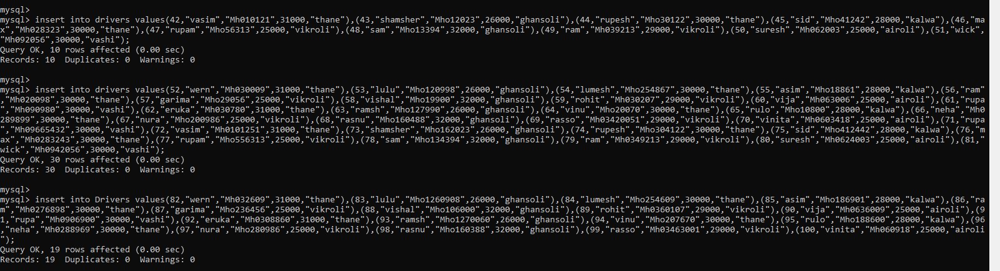 mysql>
mysql> insert into drivers values(42,"vasim","Mh010121",31000,"thane"),(43,"shamsher","Mho12023",26000,"ghansoli"),(44,"rupesh","Mho30122",30000,"thane"),(45,"sid","Mho41242",28000,"kalwa"),(46,"ma
x","Mh028323",30000,"thane"),(47,"rupam","Mho56313",25000,"vikroli"),(48,"sam","Mho13394",32000,"ghansoli"),(49,"ram","Mh039213",29000,"vikroli"),(50,"suresh","Mh062003",25000,"airoli"),(51,"wick",
"Mh092056",30000,"vashi");
Query OK, 10 rows affected (0.00 sec)
Records: 10  Duplicates: 0  Warnings: 0
mysql>
mysql> insert into drivers values(52,"wern","Mh030009",31000,"thane"),(53,"lulu","Mho120998",26000,"ghansoli"),(54,"lumesh","Mho254867",30000,"thane"),(55,"asim","Mho18861",28000,"kalwa"),(56,"ram"
,"Mh020098",30000,"thane"),(57,"garima","Mho29056",25000,"vikroli"),(58,"vishal","Mho19900",32000,"ghansoli"),(59,"rohit","Mh030207",29000,"vikroli"),(60,"vija","Mh063006",25000,"airoli"),(61,"rupa
","Mh090980",30000,"vashi"),(62,"eruka","Mh030780",31000,"thane"),(63,"ramsh","Mho127990",26000,"ghansoli"),(64,"vinu","Mho20070",30000,"thane"),(65,"rulo","Mho10800",28000,"kalwa"),(66,"neha","Mh0
289899",30000,"thane"),(67,"nura","Mho200986",25000,"vikroli"),(68,"rasnu","Mho160488",32000,"ghansoli"),(69,"rasso","Mh03420051",29000,"vikroli"),(70,"vinita","Mh0603418",25000,"airoli"),(71,"rupa
","Mh09665432",30000,"vashi"),(72,"vasim","Mh0101251",31000,"thane"),(73,"shamsher","Mho162023",26000,"ghansoli"),(74,"rupesh","Mho304122",30000,"thane"),(75,"sid","Mho412442",28000,"kalwa"),(76,"m
ax","Mh0283243",30000,"thane"),(77,"rupam","Mho556313",25000,"vikroli"),(78,"sam","Mho134394",32000,"ghansoli"),(79,"ram","Mh0349213",29000,"vikroli"),(80,"suresh","Mh0624003",25000,"airoli"),(81,"
wick","Mh0942056",30000,"vashi");
Query OK, 30 rows affected (0.00 sec)
Records: 30  Duplicates: 0  Warnings: 0
mysql>
mysql> insert into Drivers values(82,"wern","Mh032609",31000,"thane"),(83,"lulu","Mho1260908",26000,"ghansoli"),(84,"lumesh","Mho254609",30000,"thane"),(85,"asim","Mho186901",28000,"kalwa"),(86,"ra
m","Mh0276898",30000,"thane"),(87,"garima","Mho236456",25000,"vikroli"),(88,"vishal","Mho106000",32000,"ghansoli"),(89,"rohit","Mh0360107",29000,"vikroli"),(90,"vija","Mh0636009",25000,"airoli"),(9
1,"rupa","Mh0906900",30000,"vashi"),(92,"eruka","Mh0308860",31000,"thane"),(93,"ramsh","Mho1270060",26000,"ghansoli"),(94,"vinu","Mho207670",30000,"thane"),(95,"rulo","Mho188600",28000,"kalwa"),(96
,"neha","Mh0288969",30000,"thane"),(97,"nura","Mho280986",25000,"vikroli"),(98,"rasnu","Mho160388",32000,"ghansoli"),(99,"rasso","Mh03463001",29000,"vikroli"),(100,"vinita","Mh060918",25000,"airoli
");
Query OK, 19 rows affected (0.00 sec)
Records: 19  Duplicates: 0  Warnings: 0